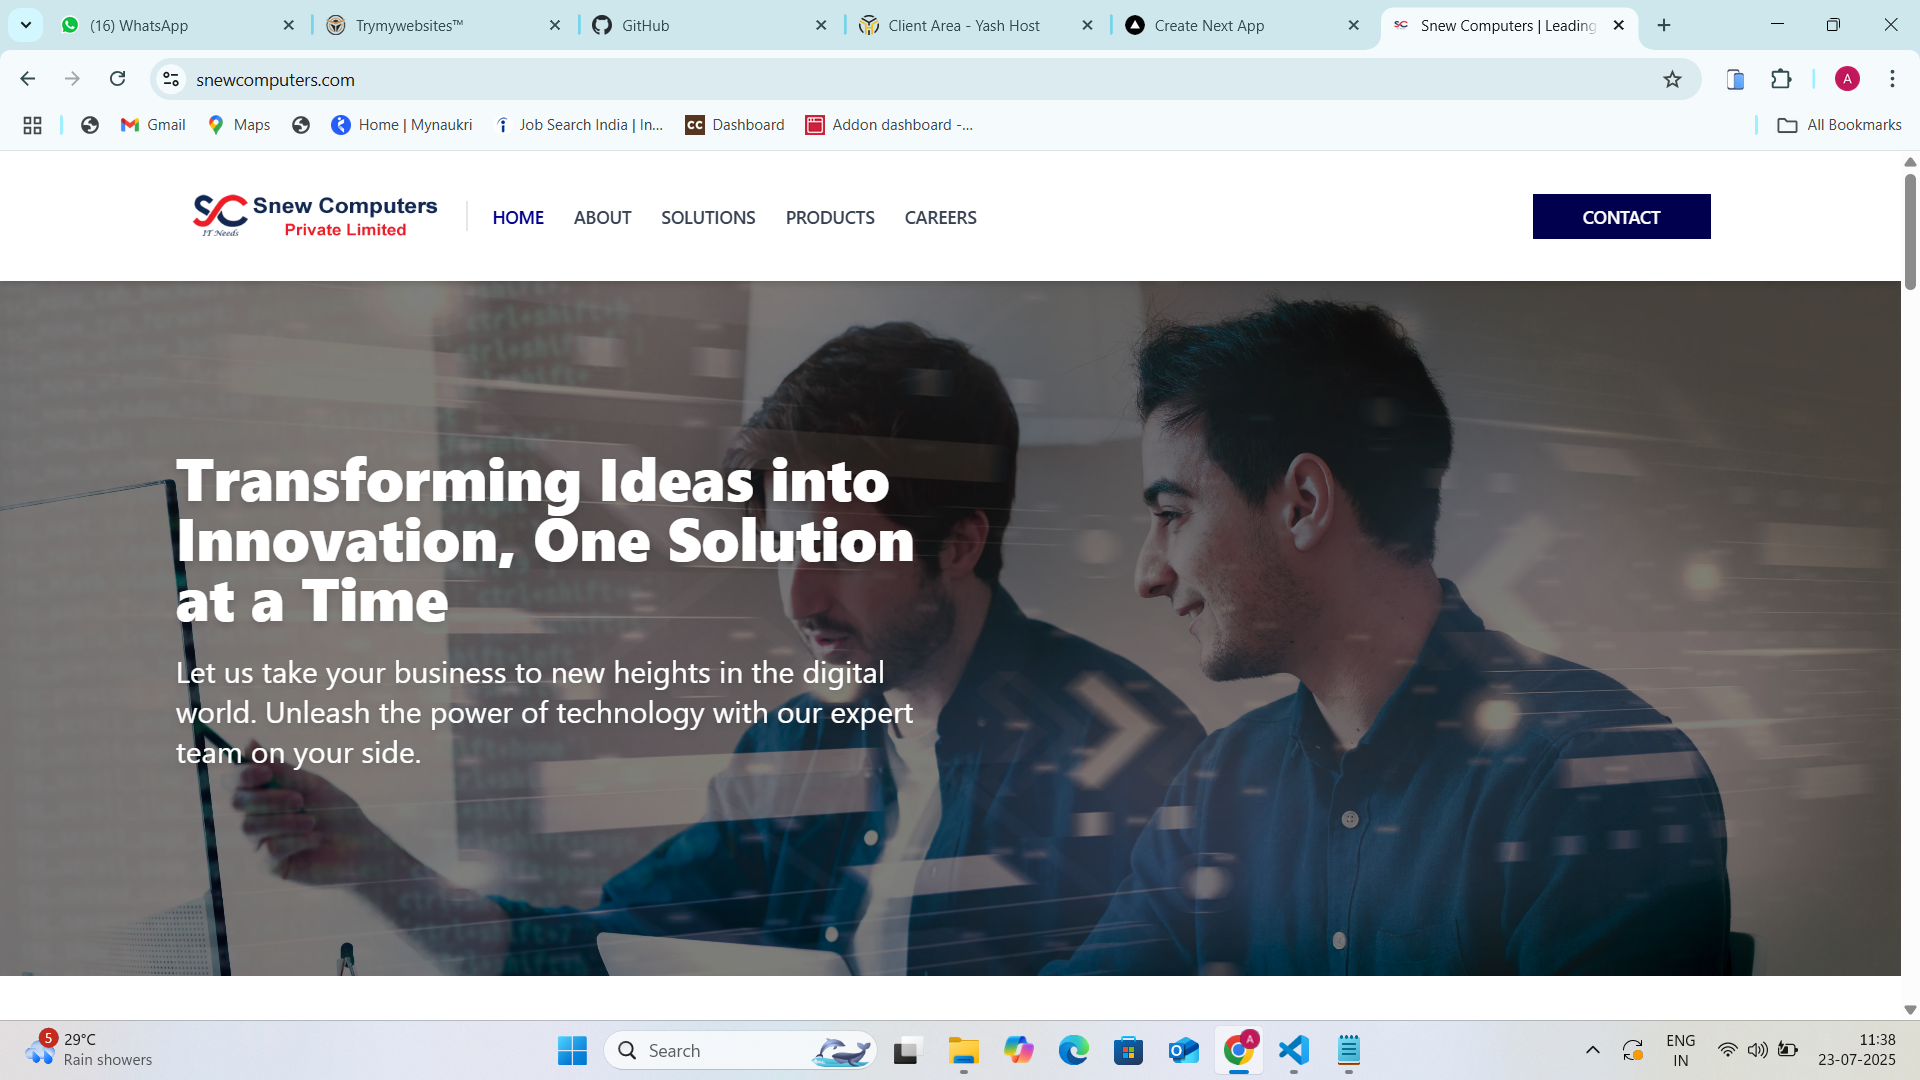 (16) WhatsApp
Trymywebsites™
GitHub
Client Area - Yash Host
Create Next App
Snew Computers | Leading
snewcomputers.com
A
Gmail
Maps
Home | Mynaukri
Job Search India | In...
CC Dashboard
Addon dashboard -...
All Bookmarks
SC Snew Computers
IT Needs Private Limited
HOME
ABOUT
SOLUTIONS
PRODUCTS
CAREERS
CONTACT
Transforming Ideas into
Innovation, One Solution
at a Time
Let us take your business to new heights in the digital
world. Unleash the power of technology with our expert
team on your side.
5
29°C
Rain showers
Search
A
ENG
IN
11:38
23-07-2025